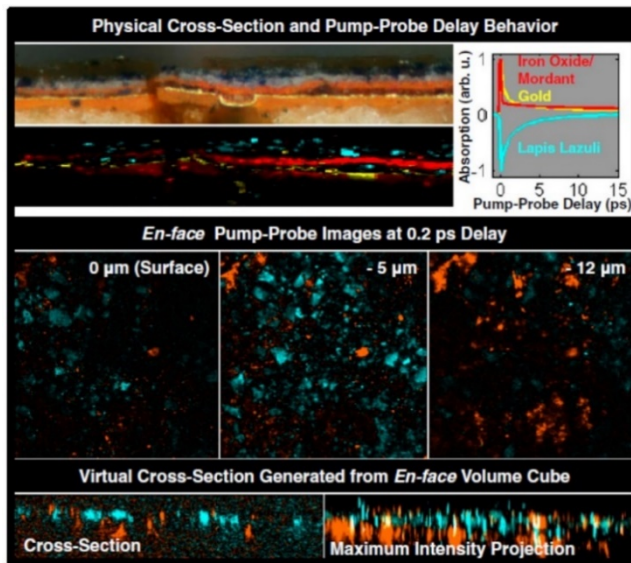 Physical Cross-Section and Pump-Probe Delay Behavior
Absorption (arb. u.)
1
0
-1
Iron Oxide/
Mordant
Gold
Lapis Lazuli
0
5
10
15
Pump-Probe Delay (ps)
En-face Pump-Probe Images at 0.2 ps Delay
0 µm (Surface)
- 5 µm
- 12 µm
Virtual Cross-Section Generated from En-face Volume Cube
Cross-Section
Maximum Intensity Projection